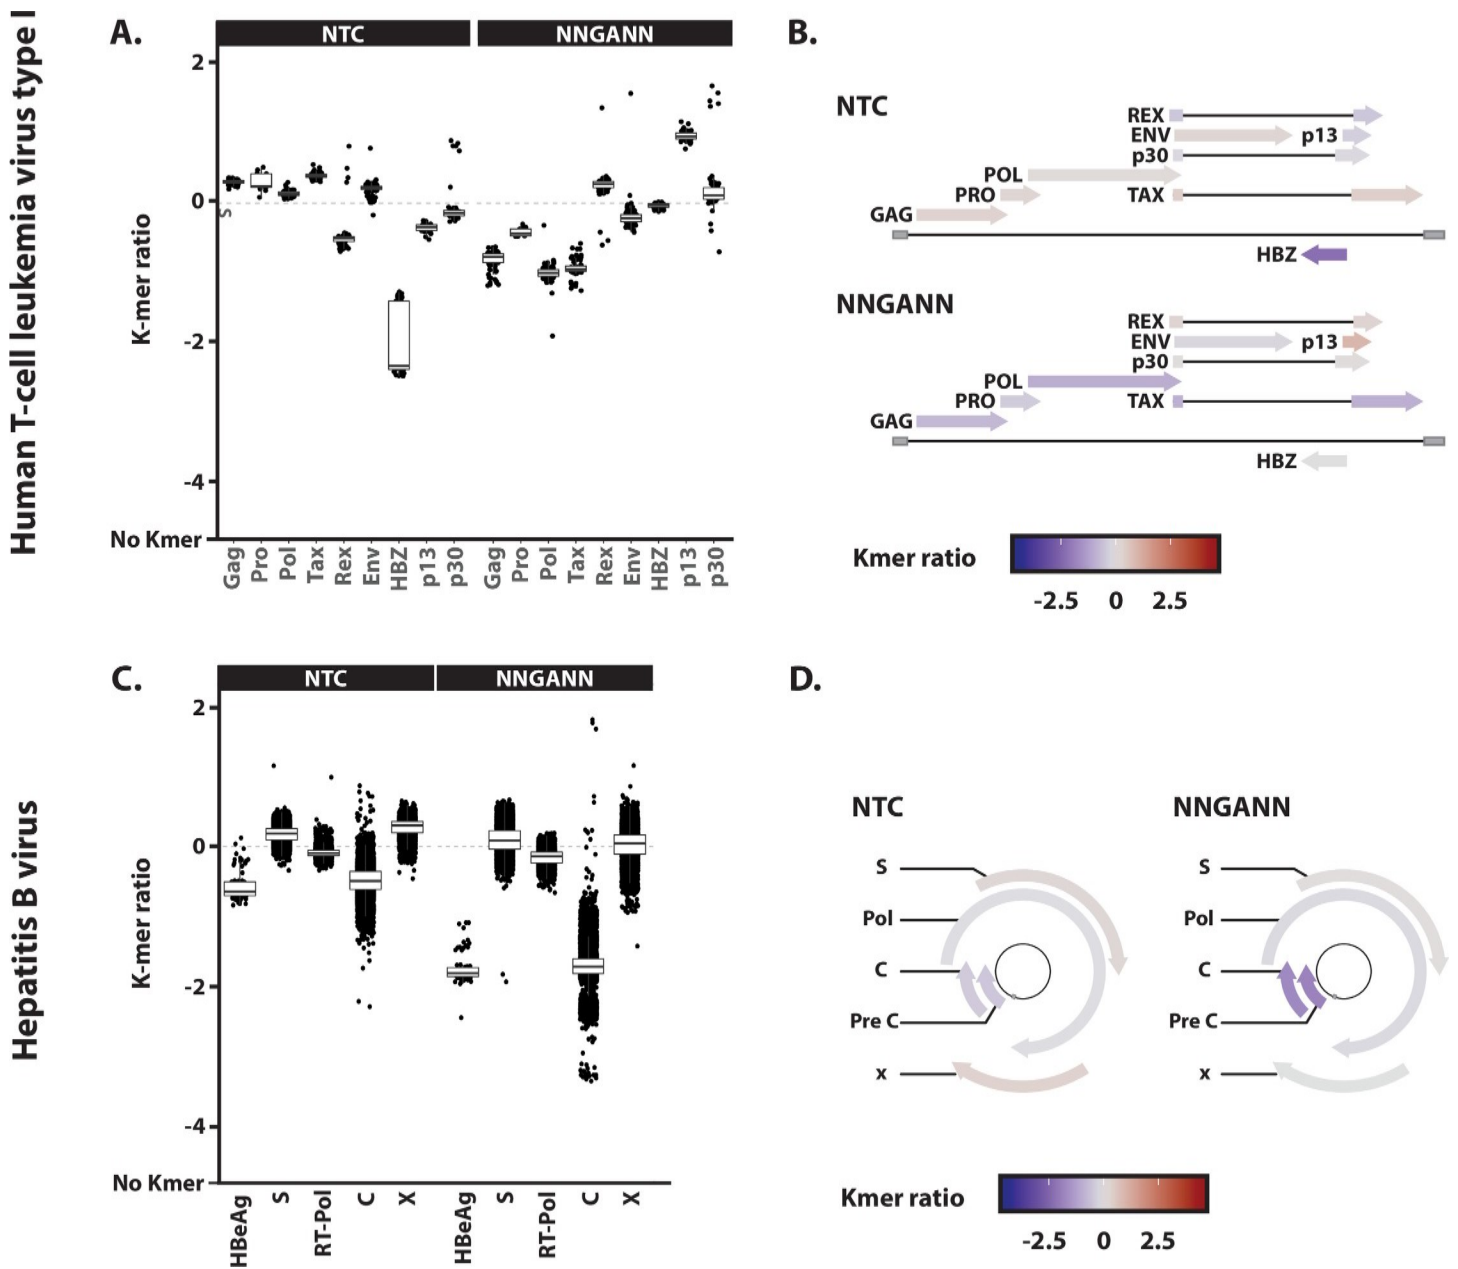 Human T-cell leukemia virus type I
A.
NTC
NNGANN
2
0
-2
-4
No Kmer
K-mer ratio
S
Gag
Pro
Pol
Tax
Rex
Env
HBZ
p13
p30
Gag
Pro
Pol
Tax
Rex
Env
HBZ
p13
p30
B.
NTC
REX
ENV
p13
p30
POL
PRO
TAX
GAG
HBZ
NNGANN
REX
ENV
p13
p30
POL
PRO
TAX
GAG
HBZ
Kmer ratio
-2.5 0 2.5
Hepatitis B virus
C.
NTC
NNGANN
2
0
-2
-4
No Kmer
K-mer ratio
HBeAg
S
RT-Pol
C
X
HBeAg
S
RT-Pol
C
X
D.
NTC
S
Pol
C
Pre C
x
NNGANN
S
Pol
C
Pre C
x
Kmer ratio
-2.5 0 2.5